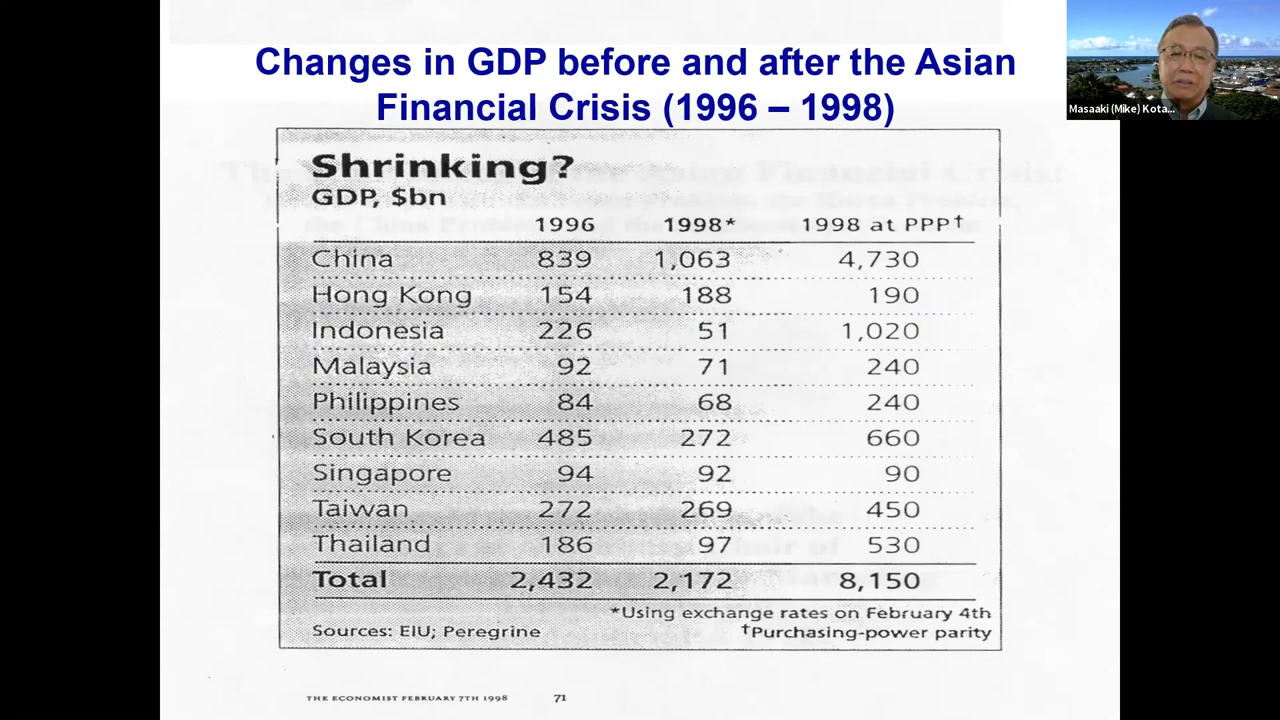 Changes in GDP before and after the Asian
Financial Crisis (1996 – 1998)
Masaaki (Mike) Kota...
Shrinking?
GDP, $bn
1996 1998* 1998 at PPP†
China 839 1,063 4,730
Hong Kong 154 188 190
Indonesia 226 51 1,020
Malaysia 92 71 240
Philippines 84 68 240
South Korea 485 272 660
Singapore 94 92 90
Taiwan 272 269 450
Thailand 186 97 530
Total 2,432 2,172 8,150
*Using exchange rates on February 4th
Sources: EIU; Peregrine †Purchasing-power parity
THE ECONOMIST FEBRUARY 7TH 1998 71